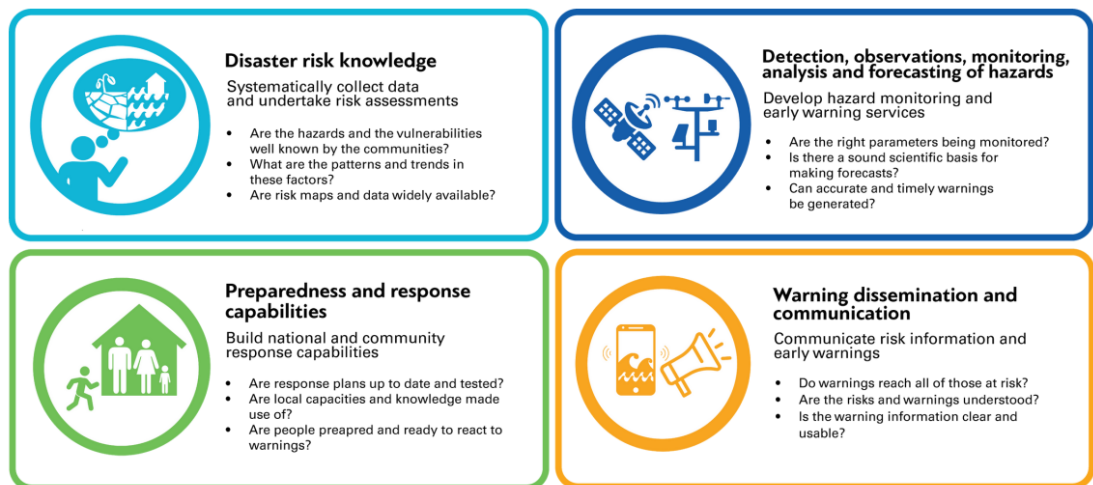 Disaster risk knowledge
Systematically collect data
and undertake risk assessments
• Are the hazards and the vulnerabilities
well known by the communities?
• What are the patterns and trends in
these factors?
• Are risk maps and data widely available?
Detection, observations, monitoring,
analysis and forecasting of hazards
Develop hazard monitoring and
early warning services
• Are the right parameters being monitored?
• Is there a sound scientific basis for
making forecasts?
• Can accurate and timely warnings
be generated?
Preparedness and response
capabilities
Build national and community
response capabilities
• Are response plans up to date and tested?
• Are local capacities and knowledge made
use of?
• Are people preapred and ready to react to
warnings?
Warning dissemination and
communication
Communicate risk information and
early warnings
• Do warnings reach all of those at risk?
• Are the risks and warnings understood?
• Is the warning information clear and
usable?